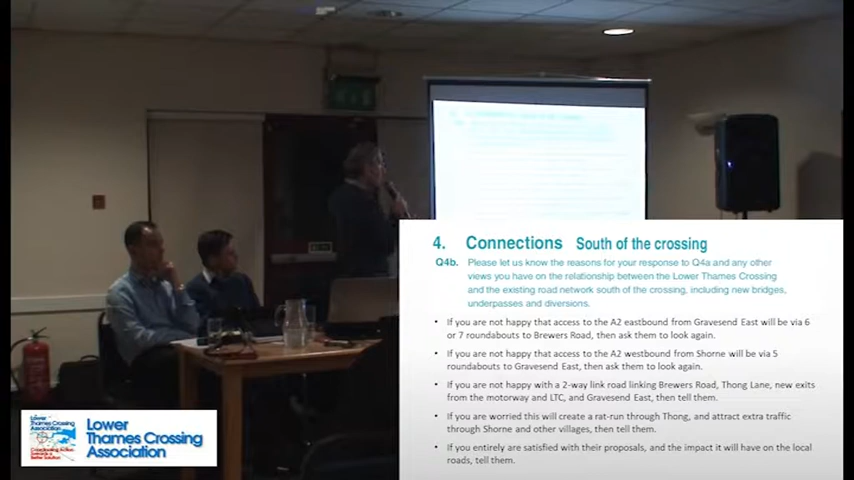 4. Connections South of the crossing
Q4b. Please let us know the reasons for your response to Q4a and any other
views you have on the relationship between the Lower Thames Crossing
and the existing road network south of the crossing, including new bridges,
underpasses and diversions.
• If you are not happy that access to the A2 eastbound from Gravesend East will be via 6
or 7 roundabouts to Brewers Road, then ask them to look again.
• If you are not happy that access to the A2 westbound from Shorne will be via 5
roundabouts to Gravesend East, then ask them to look again.
• If you are not happy with a 2-way link road linking Brewers Road, Thong Lane, new exits
from the motorway and LTC, and Gravesend East, then tell them.
• If you are worried this will create a rat-run through Thong, and attract extra traffic
through Shorne and other villages, then tell them.
• If you entirely are satisfied with their proposals, and the impact it will have on the local
roads, tell them.
Lower
Thames Crossing
Association
Lower
Thames Crossing
Association